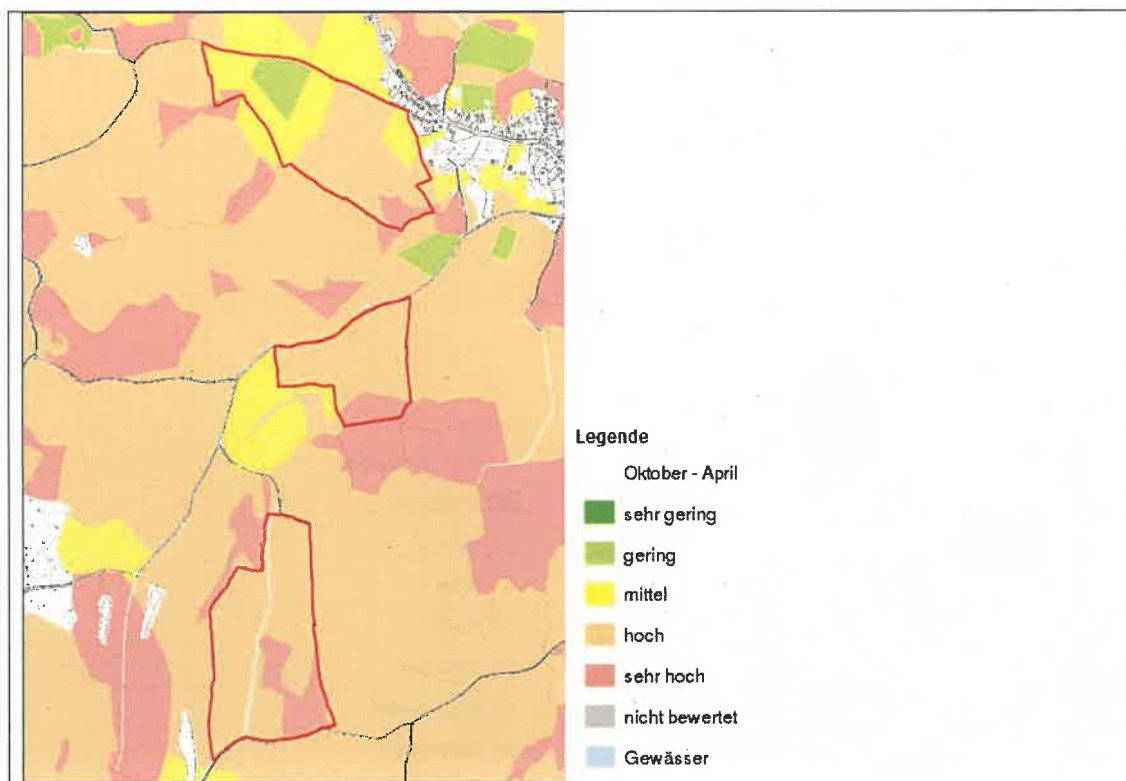 Legende
Oktober - April
sehr gering
gering
mittel
hoch
sehr hoch
nicht bewertet
Gewässer